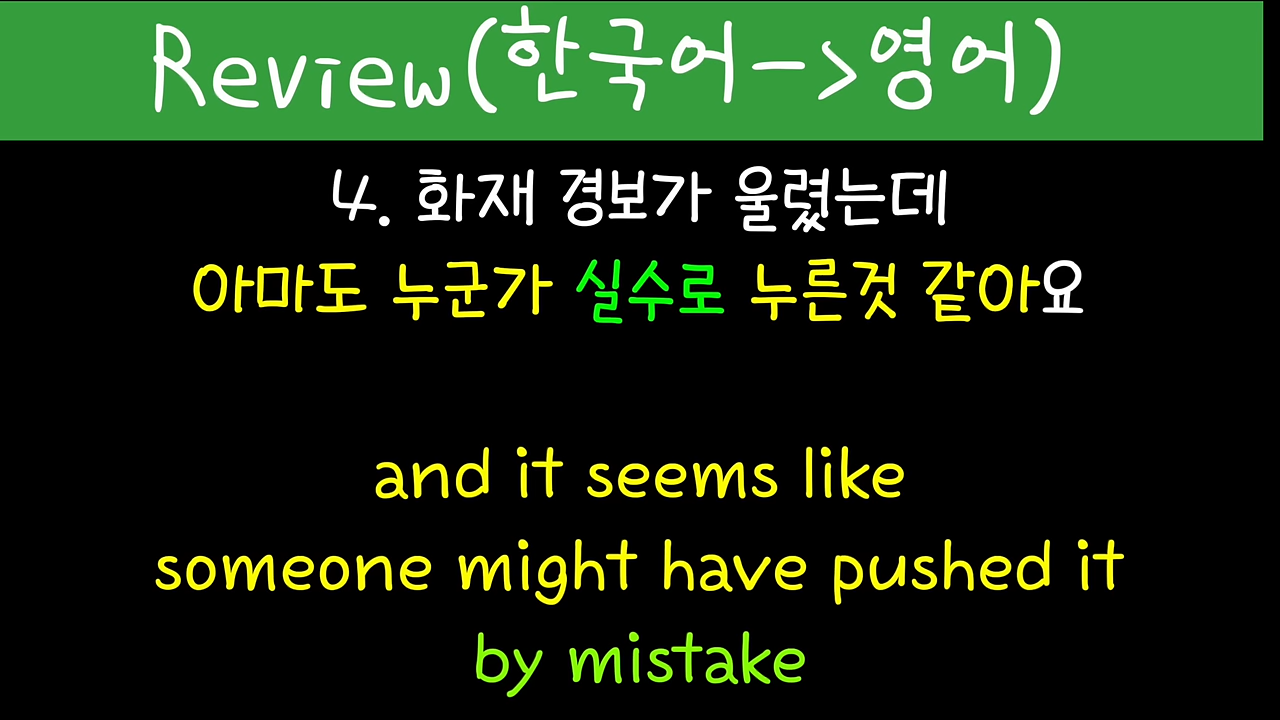 Review(한국어->영어)
4. 화재 경보가 울렸는데
아마도 누군가 실수로 누른것 같아요
and it seems like
someone might have pushed it
by mistake